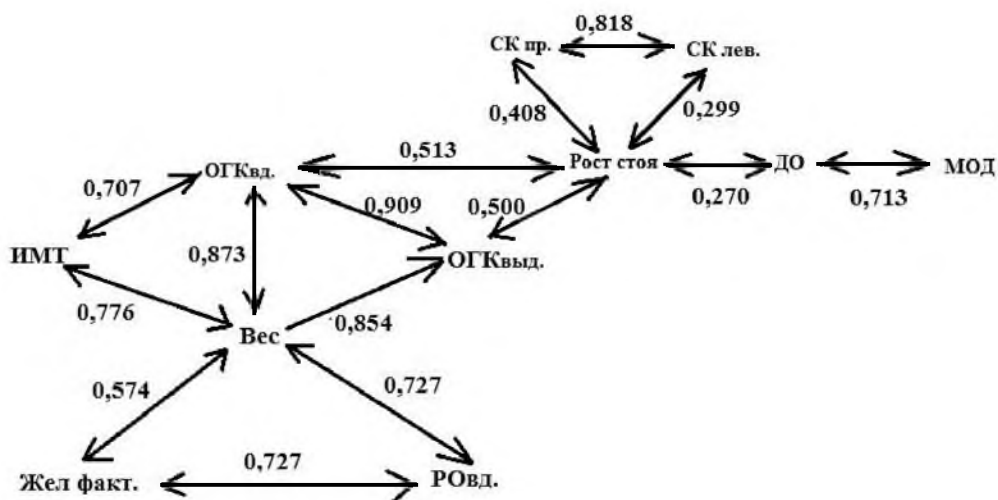 0,818
СК пр.
СК лев.
0,408
0,299
0,513
Рост стоя
ДО
МОД
ОГКвд.
0,707
0,909
0,500
0,270
0,713
ИМТ
0,873
ОГКвыд.
0,776
Вес
0,854
0,574
0,727
0,727
Жел факт.
РОвд.